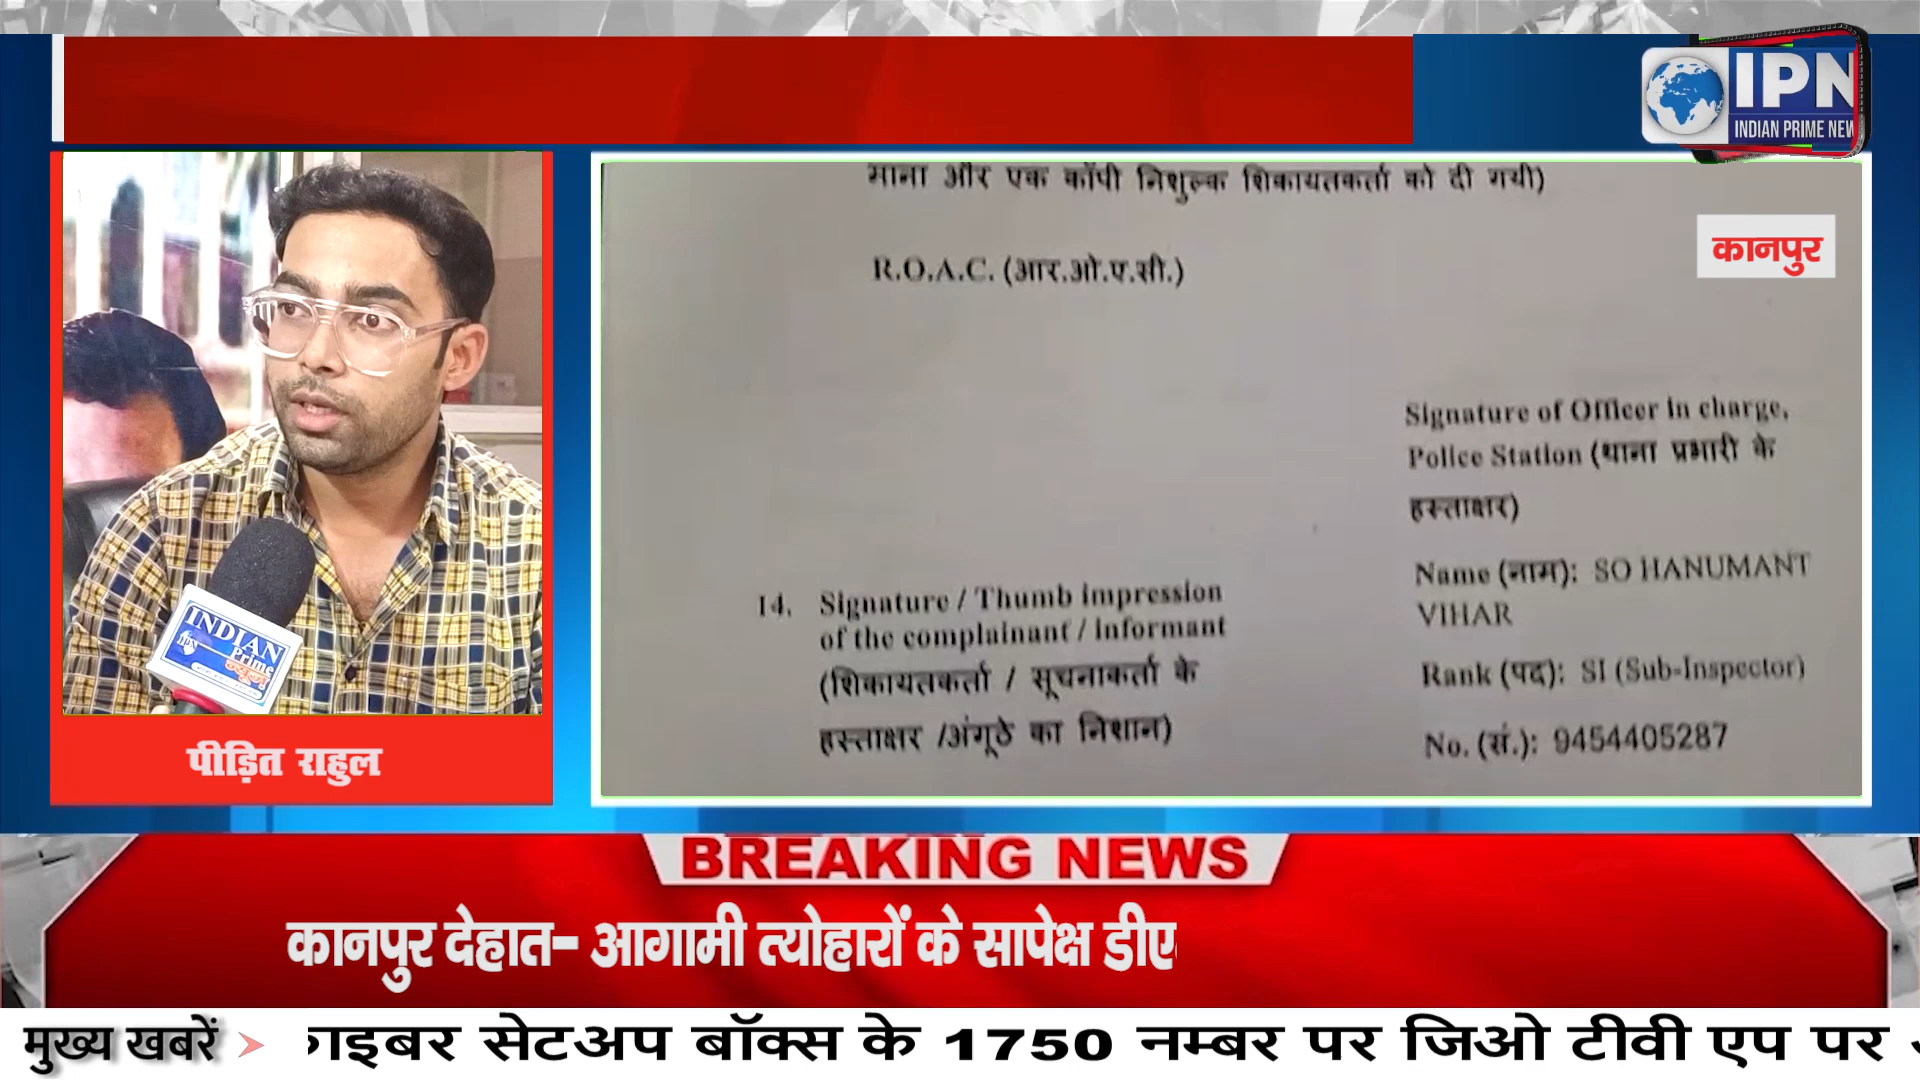 IPN
INDIAN PRIME NEW
माना और एक कॉपी निशुल्क शिकायतकर्ता को दी गयी)
कानपुर
R.O.A.C. (आर.ओ.ए.सी.)
Signature of Officer in charge,
Police Station (थाना प्रभारी के
हस्ताक्षर)
Name (नाम): SO HANUMANT
VIHAR
Rank (पद): SI (Sub-Inspector)
No. (सं.): 9454405287
14. Signature / Thumb impression
of the complainant / informant
(शिकायतकर्ता / सूचनाकर्ता के
हस्ताक्षर /अंगूठे का निशान)
INDIAN
IPN Prime
न्यूज़
पीड़ित राहुल
BREAKING NEWS
कानपुर देहात- आगामी त्योहारों के सापेक्ष डीए
मुख्य खबरें
फाइबर सेटअप बॉक्स के 1750 नम्बर पर जिओ टीवी एप पर